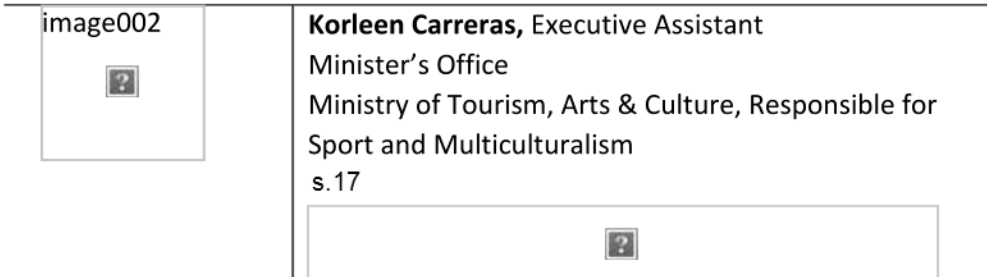 image002
Korleen Carreras, Executive Assistant
Minister's Office
Ministry of Tourism, Arts & Culture, Responsible for
Sport and Multiculturalism
s.17